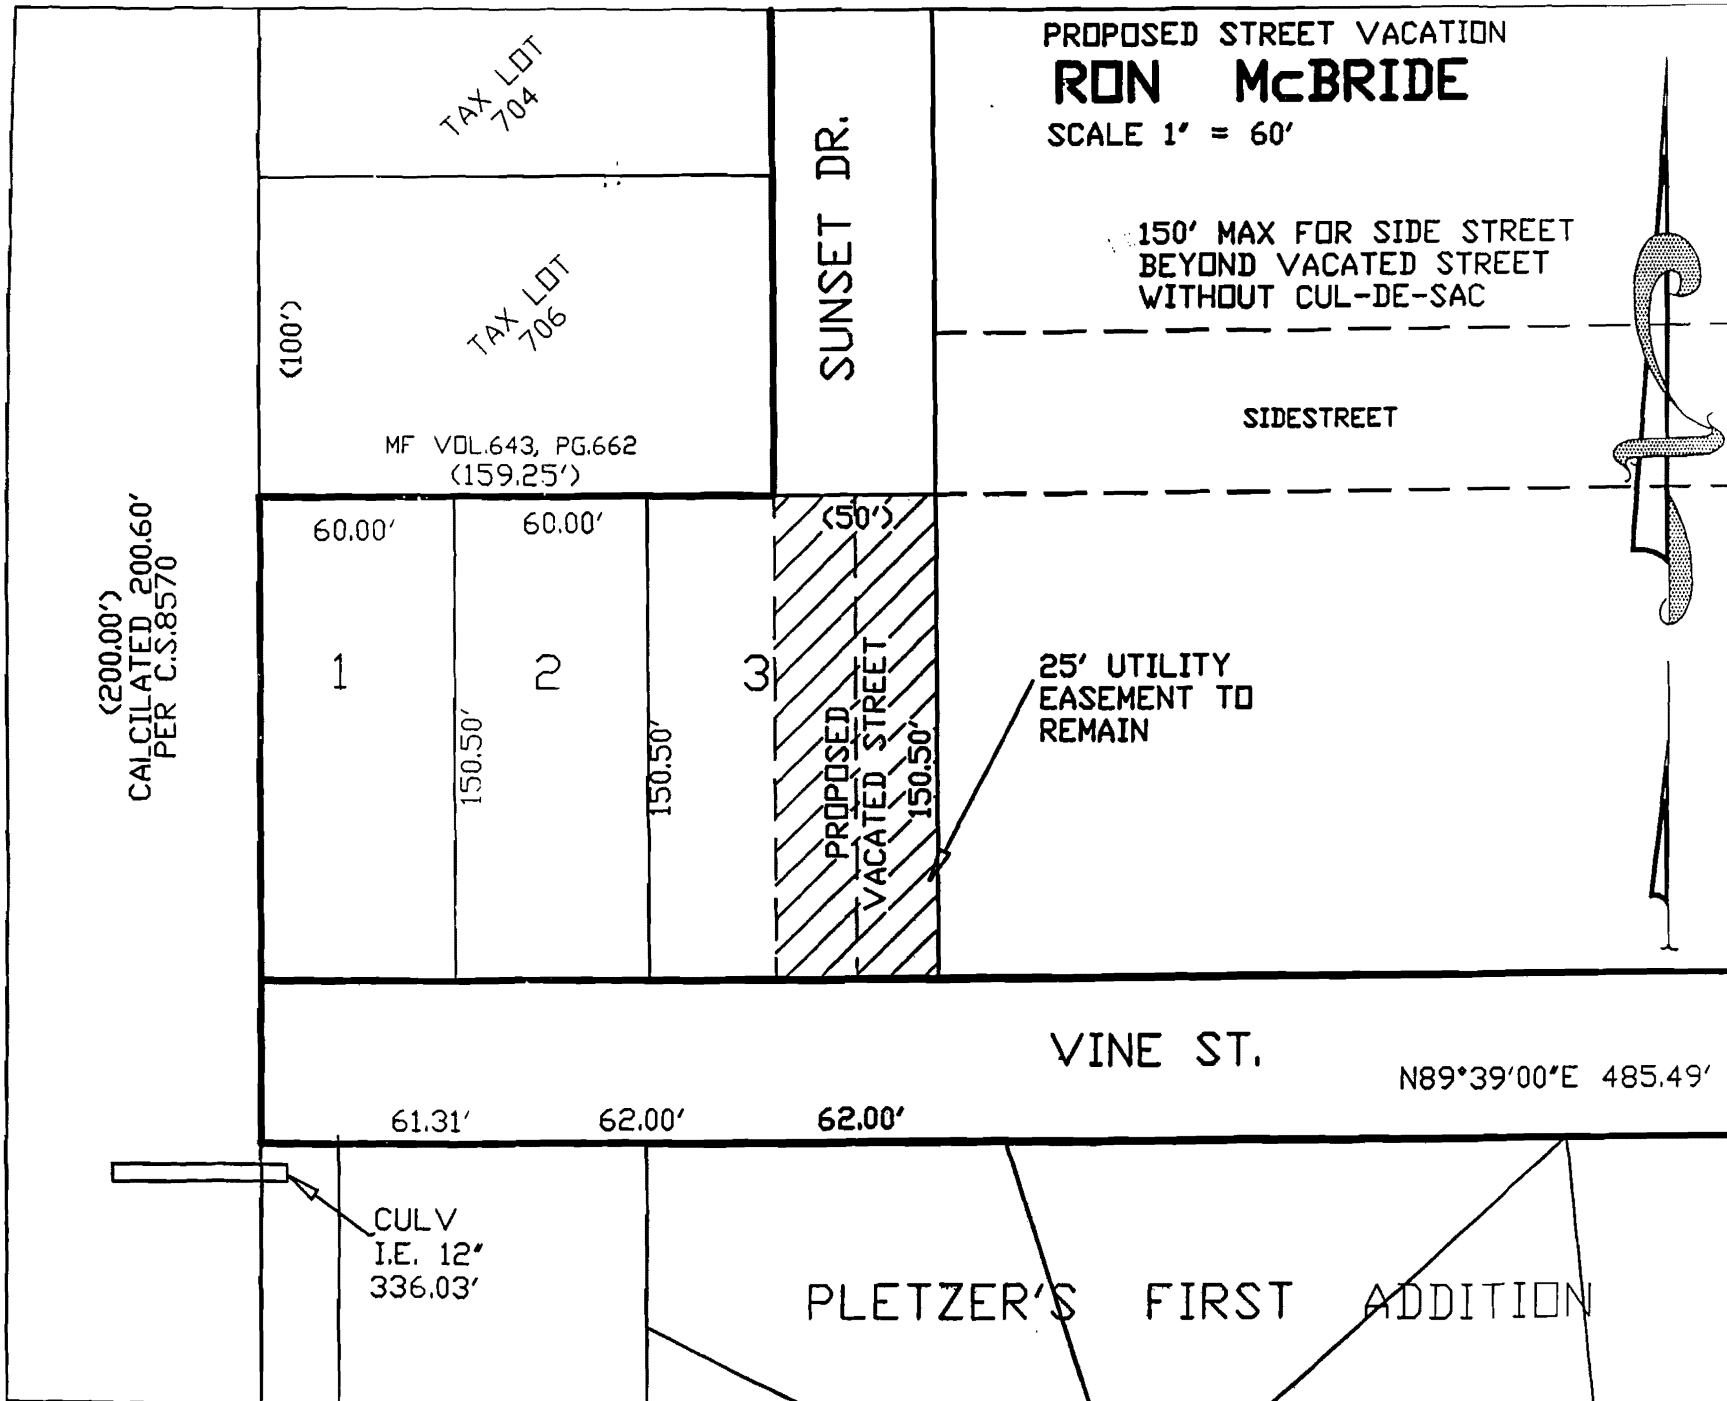 PROPOSED STREET VACATION
RON McBRIDE
SCALE 1" = 60'
TAX LOT
704
SUNSET DR.
150' MAX FOR SIDE STREET
BEYOND VACATED STREET
WITHOUT CUL-DE-SAC
TAX LOT
706
(100')
SIDESTREET
MF VOL.643, PG.662
(159.25')
60.00'
60.00'
(50')
(200.00')
CALCILATED 200.60'
PER C.S.8570
1
2
3
150.50'
150.50'
PROPOSED
VACATED STREET
150.50'
25' UTILITY
EASEMENT TO
REMAIN
VINE ST.
N89°39'00"E 485.49'
61.31'
62.00'
62.00'
CULV
I.E. 12"
336.03'
PLETZER'S FIRST ADDITION